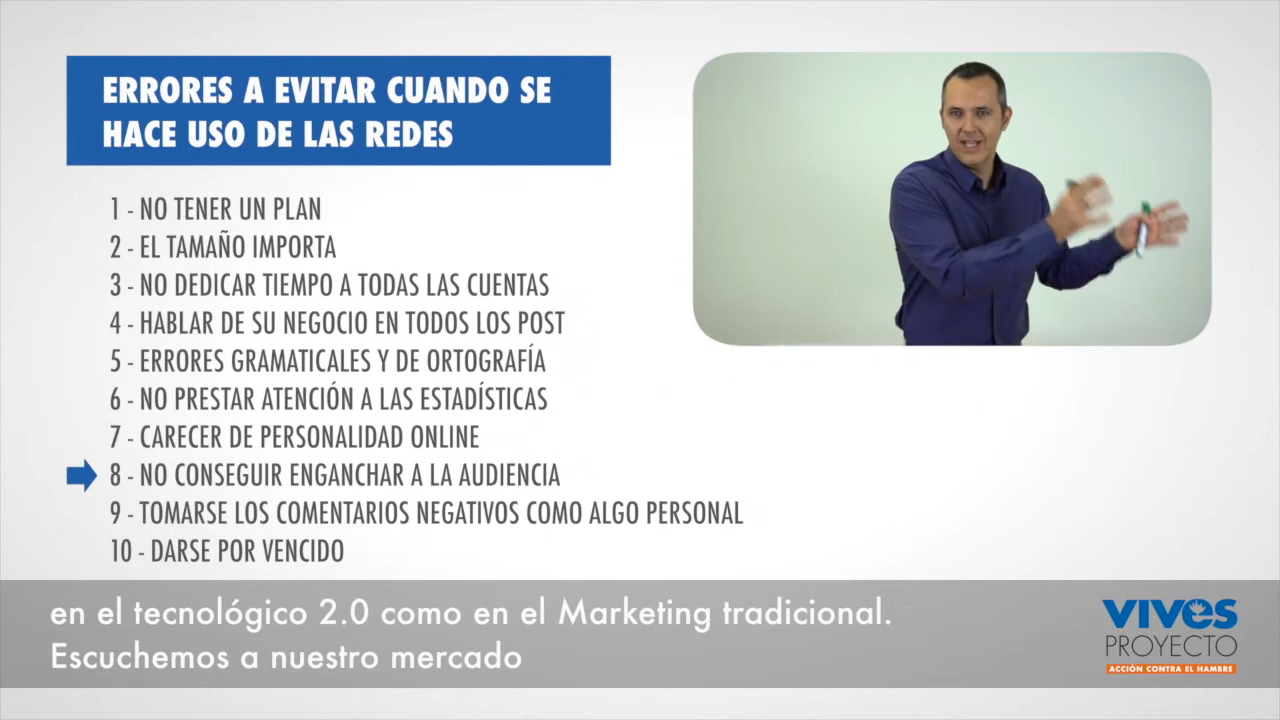 ERRORES A EVITAR CUANDO SE
HACE USO DE LAS REDES
1 - NO TENER UN PLAN
2 - EL TAMAÑO IMPORTA
3 - NO DEDICAR TIEMPO A TODAS LAS CUENTAS
4 - HABLAR DE SU NEGOCIO EN TODOS LOS POST
5 - ERRORES GRAMATICALES Y DE ORTOGRAFÍA
6 - NO PRESTAR ATENCIÓN A LAS ESTADÍSTICAS
7 - CARECER DE PERSONALIDAD ONLINE
8 - NO CONSEGUIR ENGANCHAR A LA AUDIENCIA
9 - TOMARSE LOS COMENTARIOS NEGATIVOS COMO ALGO PERSONAL
10 - DARSE POR VENCIDO
en el tecnológico 2.0 como en el Marketing tradicional.
Escuchemos a nuestro mercado
VIVES
PROYECTO
ACCIÓN CONTRA EL HAMBRE